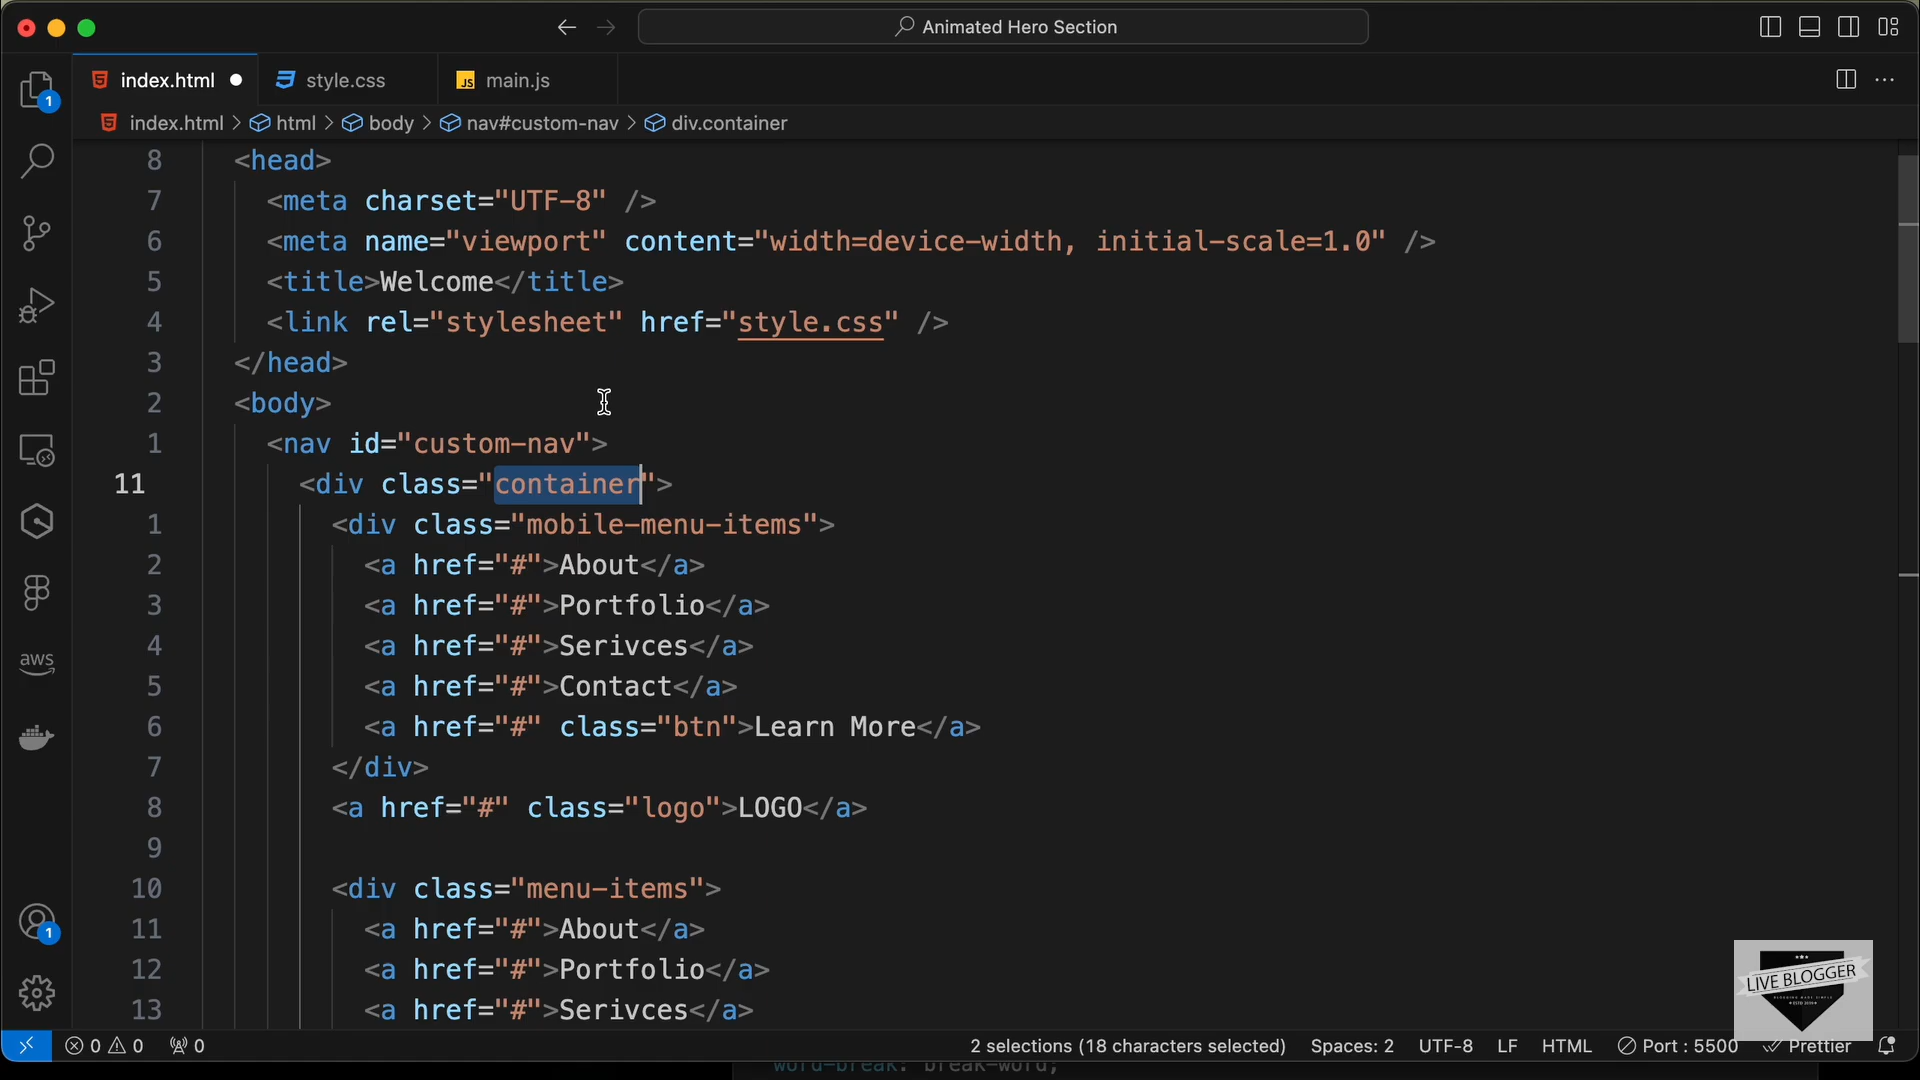 Animated Hero Section
index.html style.css main.js
index.html > html > body > nav#custom-nav > div.container
8 <head>
7 <meta charset="UTF-8" />
6 <meta name="viewport" content="width=device-width, initial-scale=1.0" />
5 <title>Welcome</title>
4 <link rel="stylesheet" href="style.css" />
3 </head>
2 <body>
1 <nav id="custom-nav">
11 <div class="container">
1 <div class="mobile-menu-items">
2 <a href="#">About</a>
3 <a href="#">Portfolio</a>
4 <a href="#">Serivces</a>
5 <a href="#">Contact</a>
6 <a href="#" class="btn">Learn More</a>
7 </div>
8 <a href="#" class="logo">LOGO</a>
9
10 <div class="menu-items">
11 <a href="#">About</a>
12 <a href="#">Portfolio</a>
13 <a href="#">Serivces</a>
1
aws
1
LIVE BLOGGER
0 0 0 2 selections (18 characters selected) Spaces: 2 UTF-8 LF HTML Port : 5500 Prettier
word-break: break-word;